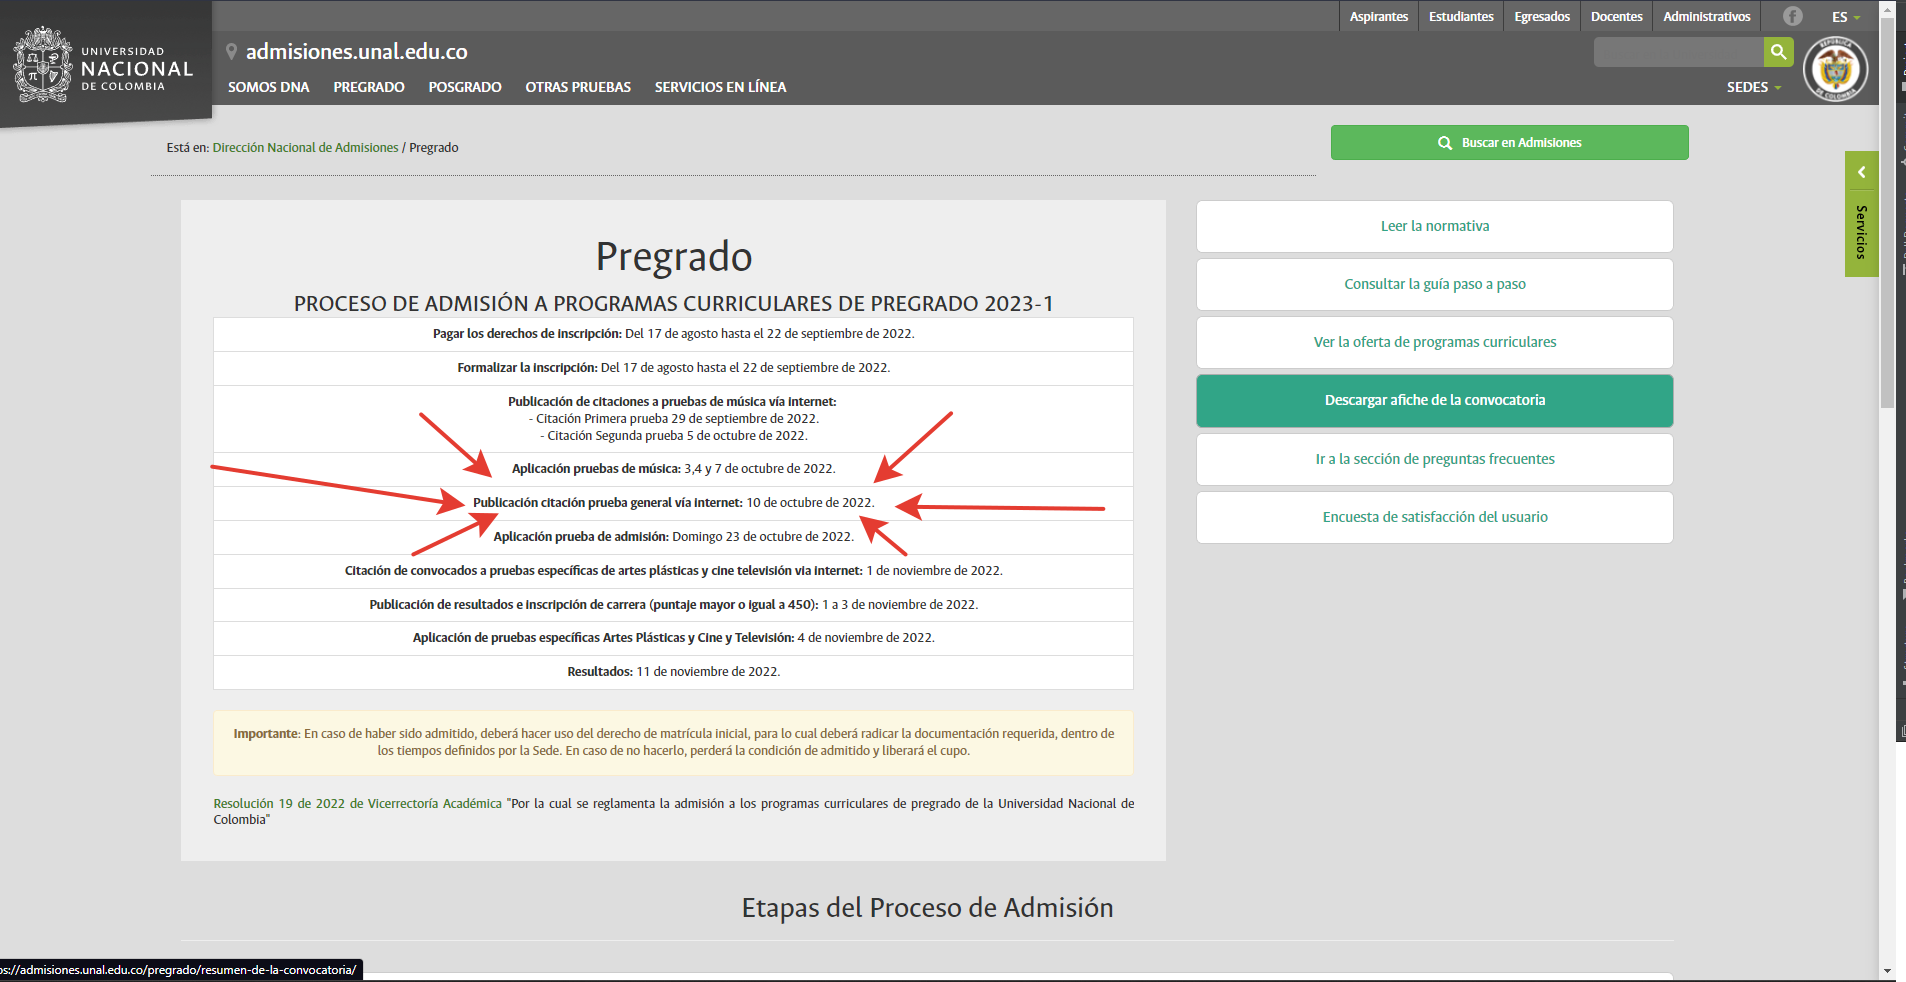 Aspirantes
Estudiantes
Egresados
Docentes
Administrativos
f
ES
UNIVERSIDAD
NACIONAL
DE COLOMBIA
admisiones.unal.edu.co
SOMOS DNA
PREGRADO
POSGRADO
OTRAS PRUEBAS
SERVICIOS EN LÍNEA
SEDES
REPÚBLICA
DE COLOMBIA
Está en: Dirección Nacional de Admisiones / Pregrado
Buscar en Admisiones
Servicios
Pregrado
PROCESO DE ADMISIÓN A PROGRAMAS CURRICULARES DE PREGRADO 2023-1
Pagar los derechos de inscripción: Del 17 de agosto hasta el 22 de septiembre de 2022.
Formalizar la inscripción: Del 17 de agosto hasta el 22 de septiembre de 2022.
Publicación de citaciones a pruebas de música vía internet:
- Citación Primera prueba 29 de septiembre de 2022.
- Citación Segunda prueba 5 de octubre de 2022.
Aplicación pruebas de música: 3,4 y 7 de octubre de 2022.
Publicación citación prueba general vía internet: 10 de octubre de 2022.
Aplicación prueba de admisión: Domingo 23 de octubre de 2022.
Citación de convocados a pruebas específicas de artes plásticas y cine televisión via internet: 1 de noviembre de 2022.
Publicación de resultados e inscripción de carrera (puntaje mayor o igual a 450): 1 a 3 de noviembre de 2022.
Aplicación de pruebas específicas Artes Plásticas y Cine y Televisión: 4 de noviembre de 2022.
Resultados: 11 de noviembre de 2022.
Importante: En caso de haber sido admitido, deberá hacer uso del derecho de matrícula inicial, para lo cual deberá radicar la documentación requerida, dentro de
los tiempos definidos por la Sede. En caso de no hacerlo, perderá la condición de admitido y liberará el cupo.
Resolución 19 de 2022 de Vicerrectoría Académica "Por la cual se reglamenta la admisión a los programas curriculares de pregrado de la Universidad Nacional de
Colombia"
Leer la normativa
Consultar la guía paso a paso
Ver la oferta de programas curriculares
Descargar afiche de la convocatoria
Ir a la sección de preguntas frecuentes
Encuesta de satisfacción del usuario
Etapas del Proceso de Admisión
ps://admisiones.unal.edu.co/pregrado/resumen-de-la-convocatoria/